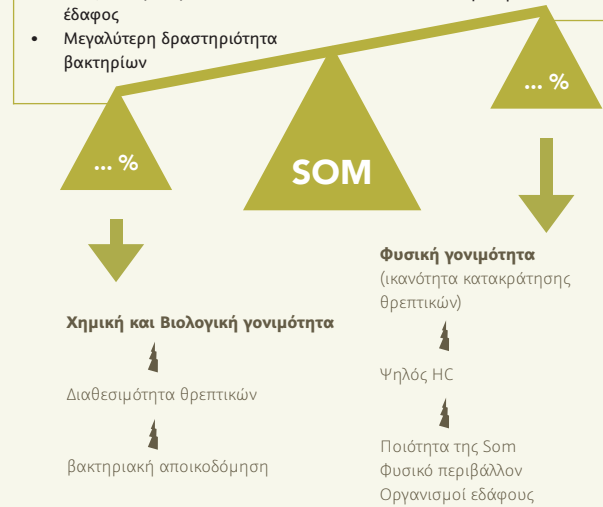 έδαφος
• Μεγαλύτερη δραστηριότητα
βακτηρίων
... %
SOM
... %
Χημική και Βιολογική γονιμότητα
Διαθεσιμότητα θρεπτικών
βακτηριακή αποικοδόμηση
Φυσική γονιμότητα
(ικανότητα κατακράτησης
θρεπτικών)
Ψηλός HC
Ποιότητα της Som
Φυσικό περιβάλλον
Οργανισμοί εδάφους